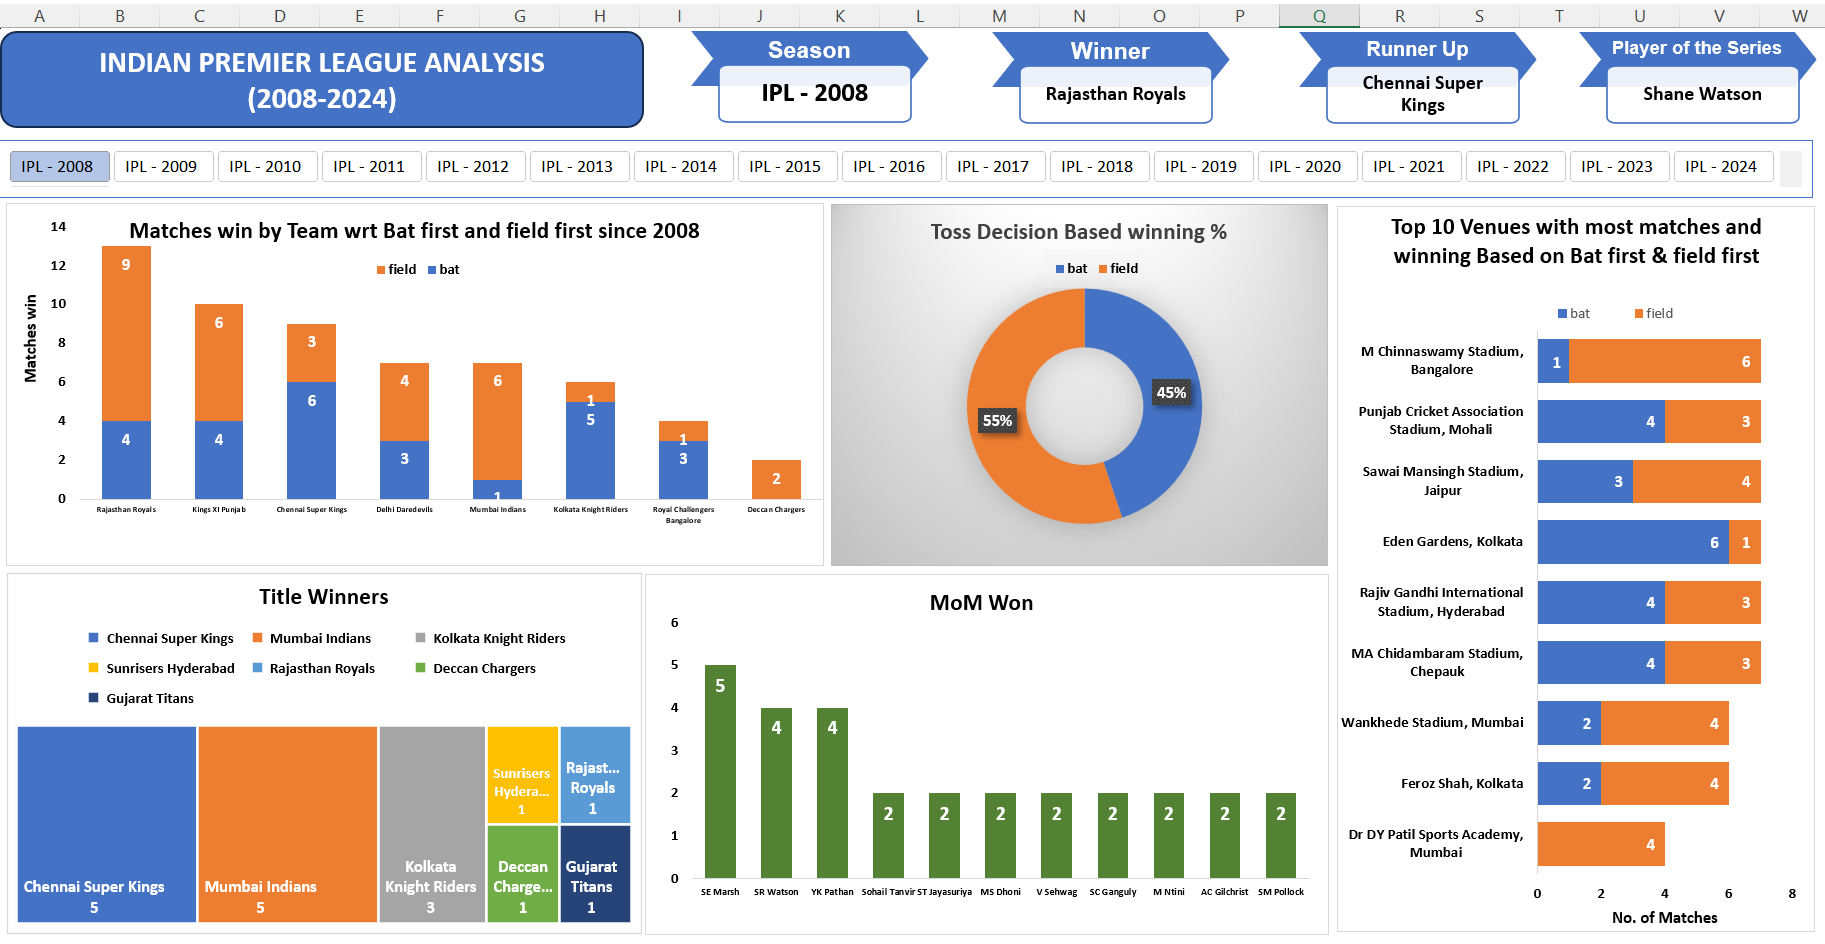 A B C D E F G H I J K L M N O P Q R S T U V W
INDIAN PREMIER LEAGUE ANALYSIS
(2008-2024)
Season
IPL - 2008
Winner
Rajasthan Royals
Runner Up
Chennai Super
Kings
Player of the Series
Shane Watson
IPL - 2008 IPL - 2009 IPL - 2010 IPL - 2011 IPL - 2012 IPL - 2013 IPL - 2014 IPL - 2015 IPL - 2016 IPL - 2017 IPL - 2018 IPL - 2019 IPL - 2020 IPL - 2021 IPL - 2022 IPL - 2023 IPL - 2024
Matches win by Team wrt Bat first and field first since 2008
field bat
Matches win
14
12
10
8
6
4
2
0
9 6 3 4 6 1 1 2
4 4 6 3 1 5 3
Rajasthan Royals Kings XI Punjab Chennai Super Kings Delhi Daredevils Mumbai Indians Kolkata Knight Riders Royal Challengers Deccan Chargers
Bangalore
Toss Decision Based winning %
bat field
45%
55%
Top 10 Venues with most matches and
winning Based on Bat first & field first
bat field
M Chinnaswamy Stadium,
Bangalore
1 6
Punjab Cricket Association
Stadium, Mohali
4 3
Sawai Mansingh Stadium,
Jaipur
3 4
Eden Gardens, Kolkata
6 1
Rajiv Gandhi International
Stadium, Hyderabad
4 3
MA Chidambaram Stadium,
Chepauk
4 3
Wankhede Stadium, Mumbai
2 4
Feroz Shah, Kolkata
2 4
Dr DY Patil Sports Academy,
Mumbai
4
0 2 4 6 8
No. of Matches
Title Winners
Chennai Super Kings Mumbai Indians Kolkata Knight Riders
Sunrisers Hyderabad Rajasthan Royals Deccan Chargers
Gujarat Titans
Chennai Super Kings
5
Mumbai Indians
5
Kolkata
Knight Riders
3
Sunrisers
Hydera...
1
Rajast...
Royals
1
Deccan
Charge...
1
Gujarat
Titans
1
MoM Won
6
5
4
3
2
1
0
5 4 4 2 2 2 2 2 2 2 2
SE Marsh SR Watson YK Pathan Sohail Tanvir ST Jayasuriya MS Dhoni V Sehwag SC Ganguly M Ntini AC Gilchrist SM Pollock